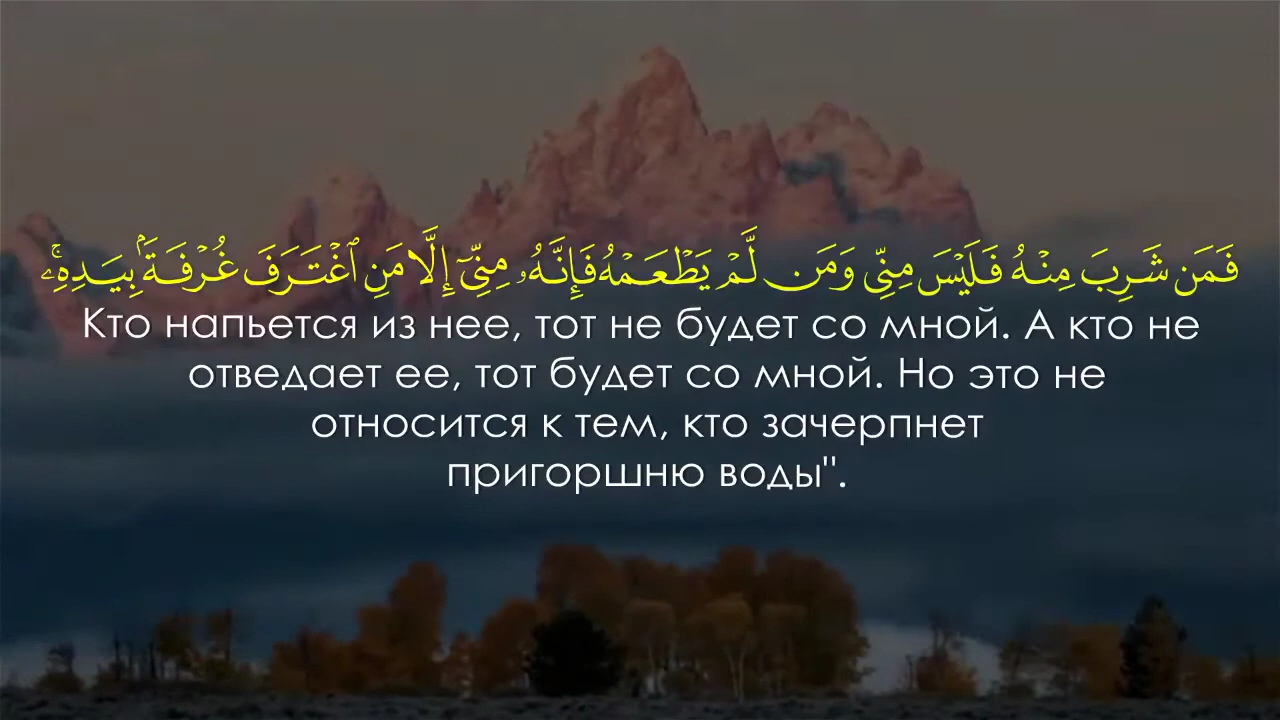 فَمَن شَرِبَ مِنۡهُ فَلَيۡسَ مِنِّي وَمَن لَّمۡ يَطۡعَمۡهُ فَإِنَّهُۥ مِنِّيٓ إِلَّا مَنِ ٱغۡتَرَفَ غُرۡفَةَۢ بِيَدِهِۦۚ
Кто напьется из нее, тот не будет со мной. А кто не
отведает ее, тот будет со мной. Но это не
относится к тем, кто зачерпнет
пригоршню воды".